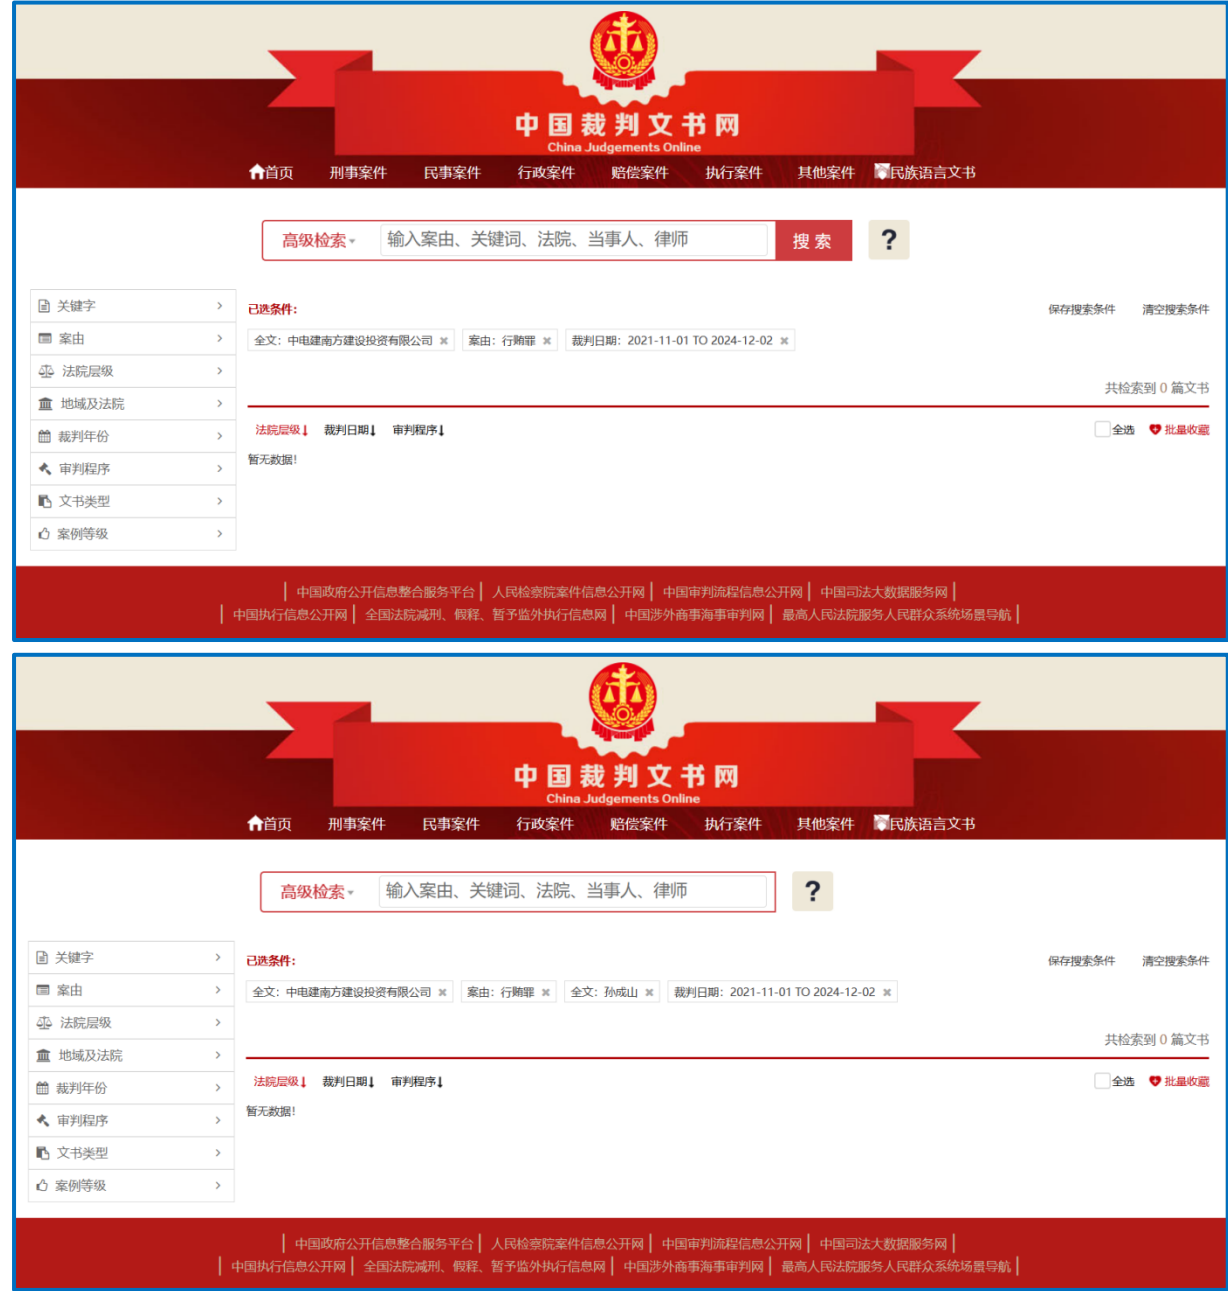 中国裁判文书网
China Judgements Online
首页 刑事案件 民事案件 行政案件 赔偿案件 执行案件 其他案件 民族语言文书
高级检索 输入案由、关键词、法院、当事人、律师 搜索 ?
关键字
案由
法院层级
地域及法院
裁判年份
审判程序
文书类型
案例等级
已选条件： 保存搜索条件 清空搜索条件
全文：中电建南方建设投资有限公司 案由：行贿罪 裁判日期：2021-11-01 TO 2024-12-02
共检索到 0 篇文书
法院层级 裁判日期 审判程序 全选 批量收藏
暂无数据!
中国政府公开信息整合服务平台 | 人民检察院案件信息公开网 | 中国审判流程信息公开网 | 中国司法大数据服务网 |
中国执行信息公开网 | 全国法院减刑、假释、暂予监外执行信息网 | 中国涉外商事海事审判网 | 最高人民法院服务人民群众系统场景导航 |
中国裁判文书网
China Judgements Online
首页 刑事案件 民事案件 行政案件 赔偿案件 执行案件 其他案件 民族语言文书
高级检索 输入案由、关键词、法院、当事人、律师 ?
关键字
案由
法院层级
地域及法院
裁判年份
审判程序
文书类型
案例等级
已选条件： 保存搜索条件 清空搜索条件
全文：中电建南方建设投资有限公司 案由：行贿罪 全文：孙成山 裁判日期：2021-11-01 TO 2024-12-02
共检索到 0 篇文书
法院层级 裁判日期 审判程序 全选 批量收藏
暂无数据!
中国政府公开信息整合服务平台 | 人民检察院案件信息公开网 | 中国审判流程信息公开网 | 中国司法大数据服务网 |
中国执行信息公开网 | 全国法院减刑、假释、暂予监外执行信息网 | 中国涉外商事海事审判网 | 最高人民法院服务人民群众系统场景导航 |